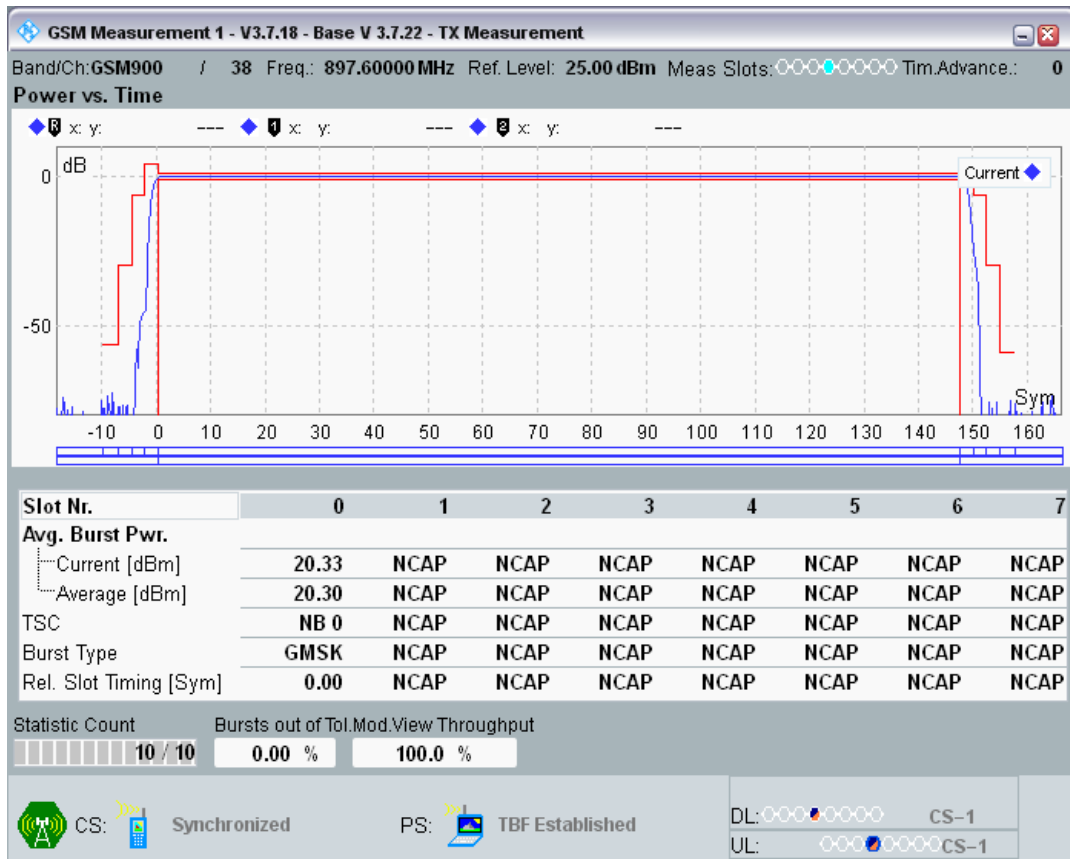 GSM Measurement 1 - V3.7.18 - Base V 3.7.22 - TX Measurement
Band/Ch:GSM900 / 38 Freq.: 897.60000 MHz Ref. Level: 25.00 dBm Meas Slots: Tim.Advance.: 0
Power vs. Time
R x: y: --- 1 x: y: --- 2 x: y: ---
dB
Current
0
-50
Sym
-10 0 10 20 30 40 50 60 70 80 90 100 110 120 130 140 150 160
Slot Nr. 0 1 2 3 4 5 6 7
Avg. Burst Pwr.
Current [dBm] 20.33 NCAP NCAP NCAP NCAP NCAP NCAP NCAP
Average [dBm] 20.30 NCAP NCAP NCAP NCAP NCAP NCAP NCAP
TSC NB 0 NCAP NCAP NCAP NCAP NCAP NCAP NCAP
Burst Type GMSK NCAP NCAP NCAP NCAP NCAP NCAP NCAP
Rel. Slot Timing [Sym] 0.00 NCAP NCAP NCAP NCAP NCAP NCAP NCAP
Statistic Count Bursts out of Tol.Mod.View Throughput
10 / 10 0.00 % 100.0 %
CS: Synchronized PS: TBF Established
DL: CS-1
UL: CS-1